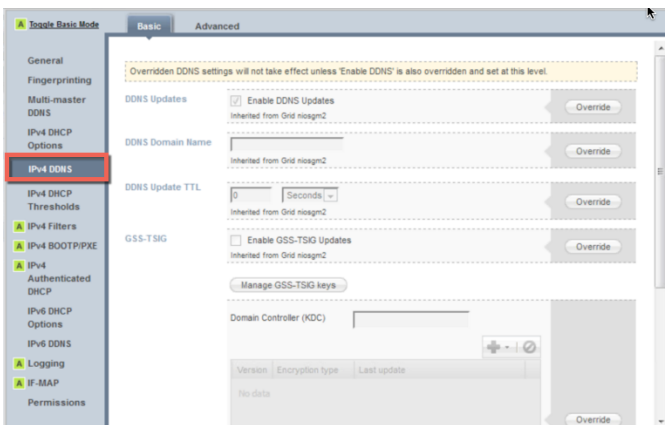 A Toggle Basic Mode
Basic
Advanced
General
Fingerprinting
Multi-master
DDNS
IPv4 DHCP
Options
IPv4 DDNS
IPv4 DHCP
Thresholds
A IPv4 Filters
A IPv4 BOOTP/PXE
A IPv4
Authenticated
DHCP
IPv6 DHCP
Options
IPv6 DDNS
A Logging
A IF-MAP
Permissions
Overridden DDNS settings will not take effect unless 'Enable DDNS' is also overridden and set at this level.
DDNS Updates
Enable DDNS Updates
Inherited from Grid niosgm2
Override
DDNS Domain Name
Inherited from Grid niosgm2
Override
DDNS Update TTL
0 Seconds
Inherited from Grid niosgm2
Override
GSS-TSIG
Enable GSS-TSIG Updates
Inherited from Grid niosgm2
Override
Manage GSS-TSIG keys
Domain Controller (KDC)
Version Encryption type Last update
No data
Override